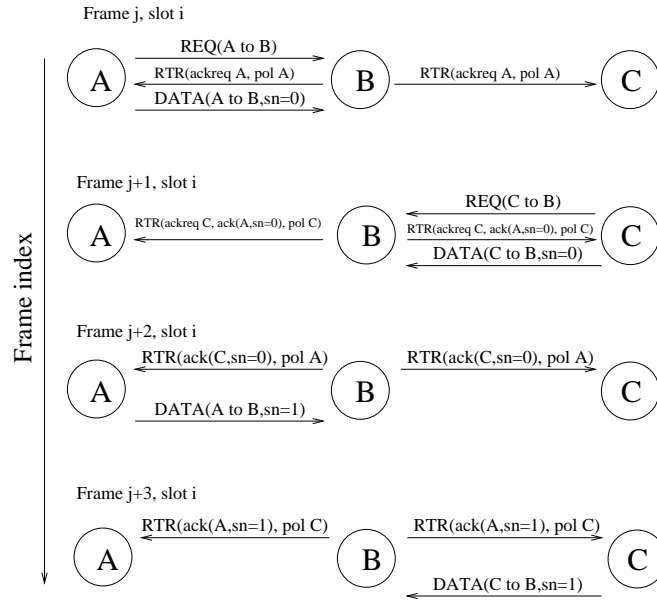 Frame j, slot i
REQ(A to B)
A
RTR(ackreq A, pol A)
B
RTR(ackreq A, pol A)
C
DATA(A to B,sn=0)
Frame j+1, slot i
REQ(C to B)
A
RTR(ackreq C, ack(A,sn=0), pol C)
B
RTR(ackreq C, ack(A,sn=0), pol C)
C
DATA(C to B,sn=0)
Frame index
Frame j+2, slot i
RTR(ack(C,sn=0), pol A)
RTR(ack(C,sn=0), pol A)
A
B
C
DATA(A to B,sn=1)
Frame j+3, slot i
RTR(ack(A,sn=1), pol C)
RTR(ack(A,sn=1), pol C)
A
B
C
DATA(C to B,sn=1)